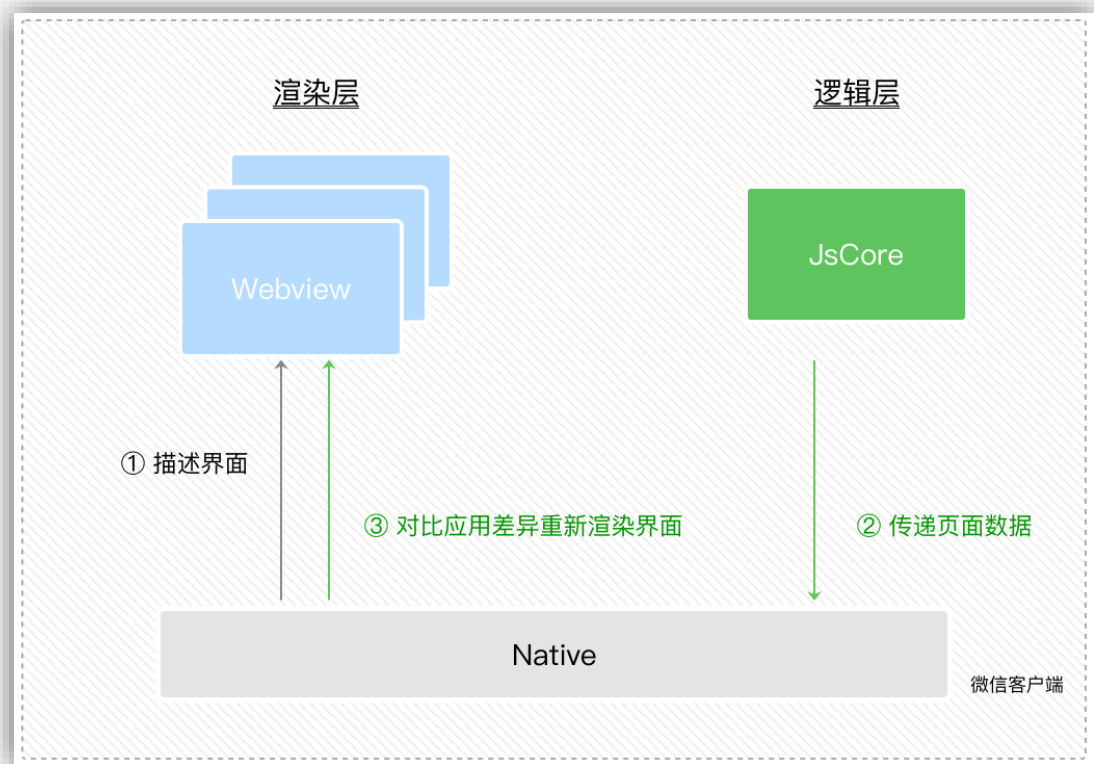 渲染层
逻辑层
Webview
JsCore
① 描述界面
③ 对比应用差异重新渲染界面
② 传递页面数据
Native
微信客户端